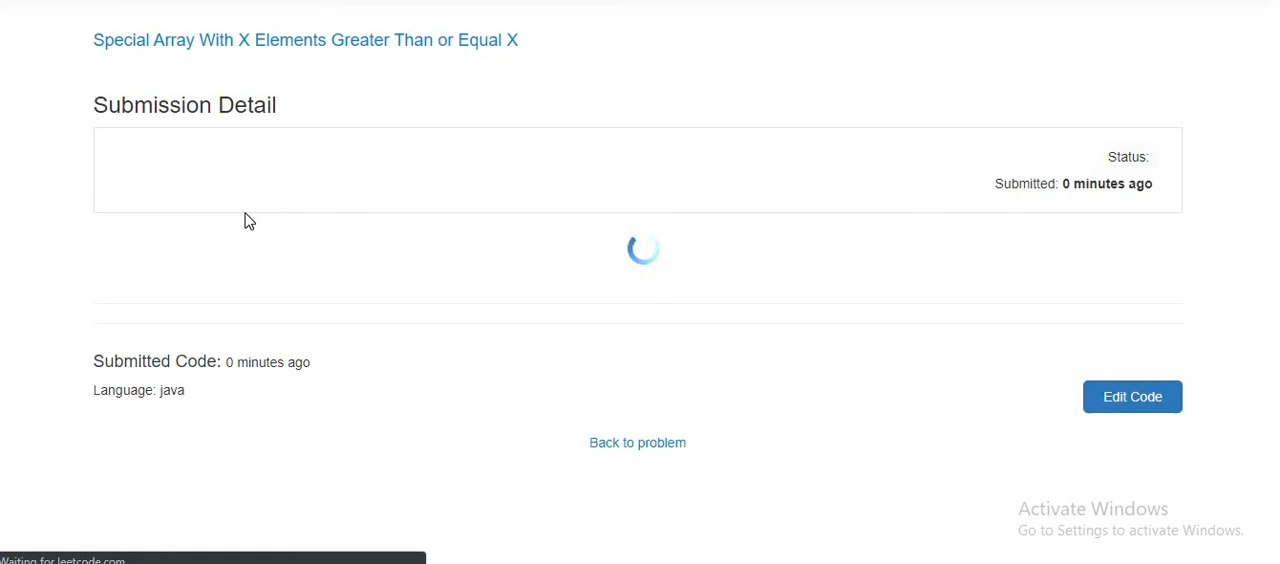 Special Array With X Elements Greater Than or Equal X
Submission Detail
Status:
Submitted: 0 minutes ago
Submitted Code: 0 minutes ago
Language: java
Edit Code
Back to problem
Activate Windows
Go to Settings to activate Windows.
Waiting for leetcode.com